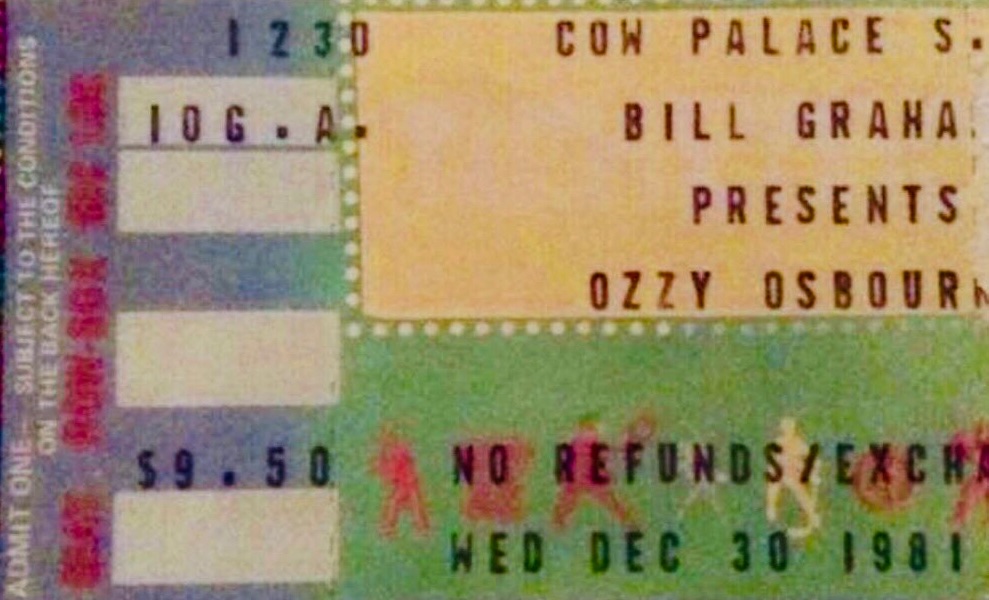 1230 COW PALACE S.
10G.A. BILL GRAHA
PRESENTS
OZZY OSBOUR
$9.50 NO REFUNDS/EXCHA
WED DEC 30 1981
ADMIT ONE— SUBJECT TO THE CONDITIONS
ON THE BACK HEREOF